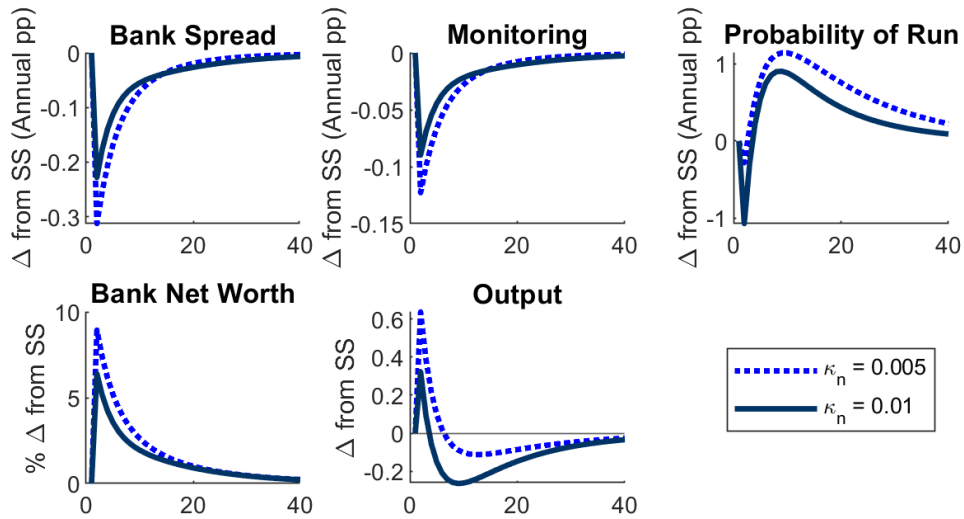 Bank Spread
Δ from SS (Annual pp)
0
-0.1
-0.2
-0.3
0 20 40
Monitoring
Δ from SS (Annual pp)
0
-0.05
-0.1
-0.15
0 20 40
Probability of Run
Δ from SS (Annual pp)
1
0
-1
0 20 40
Bank Net Worth
% Δ from SS
10
5
0
0 20 40
Output
Δ from SS
0.6
0.4
0.2
0
-0.2
0 20 40
κn = 0.005
κn = 0.01